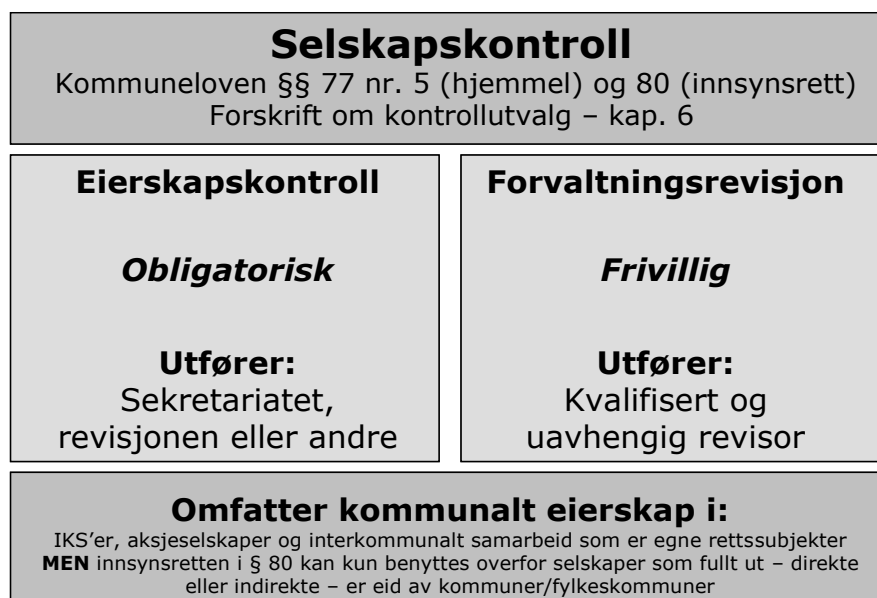 Selskapskontroll
Kommuneloven §§ 77 nr. 5 (hjemmel) og 80 (innsynsrett)
Forskrift om kontrollutvalg – kap. 6
Eierskapskontroll
Obligatorisk
Utfører:
Sekretariatet,
revisjonen eller andre
Forvaltningsrevisjon
Frivillig
Utfører:
Kvalifisert og
uavhengig revisor
Omfatter kommunalt eierskap i:
IKS’er, aksjeselskaper og interkommunalt samarbeid som er egne rettssubjekter
MEN innsynsretten i § 80 kan kun benyttes overfor selskaper som fullt ut – direkte
eller indirekte – er eid av kommuner/fylkeskommuner